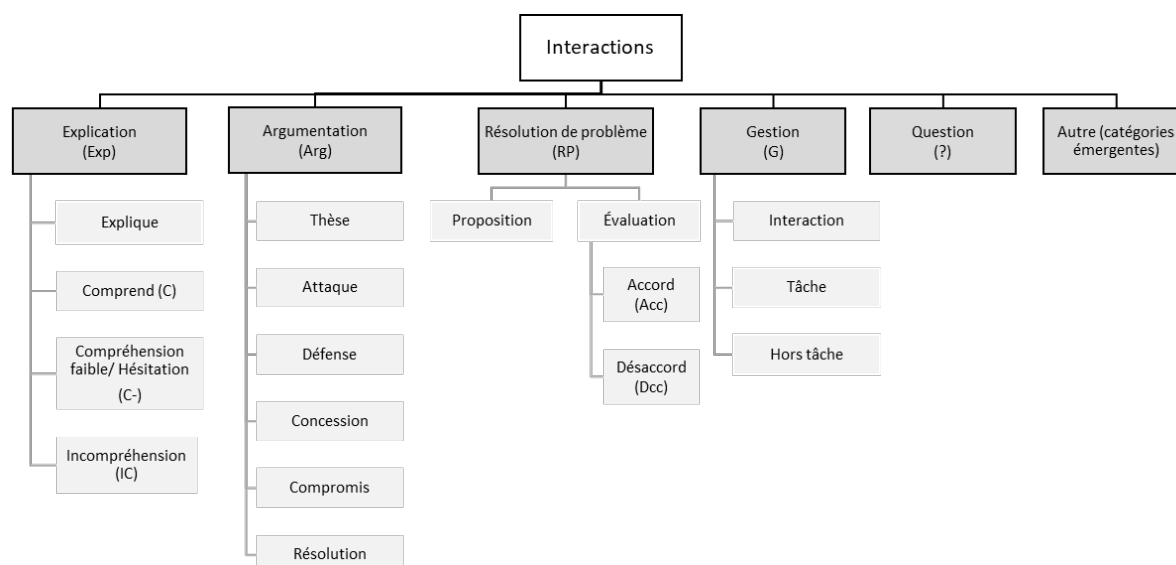 Interactions
Explication
(Exp)
Argumentation
(Arg)
Résolution de problème
(RP)
Gestion
(G)
Question
(?)
Autre (catégories
émergentes)
Explique
Comprend (C)
Compréhension
faible/ Hésitation
(C-)
Incompréhension
(IC)
Thèse
Attaque
Défense
Concession
Compromis
Résolution
Proposition
Évaluation
Accord
(Acc)
Désaccord
(Dcc)
Interaction
Tâche
Hors tâche